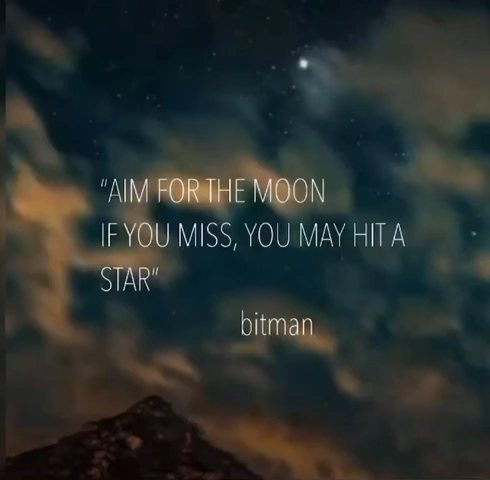 “AIM FOR THE MOON
IF YOU MISS, YOU MAY HIT A
STAR”
bitman